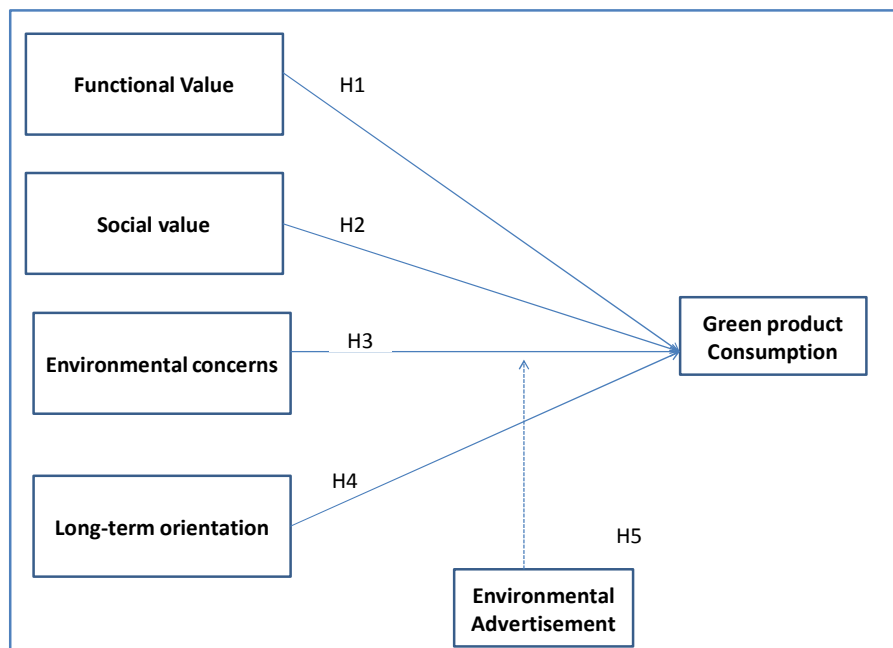 Functional Value
H1
Social value
H2
Environmental concerns
H3
Green product
Consumption
Long-term orientation
H4
H5
Environmental
Advertisement